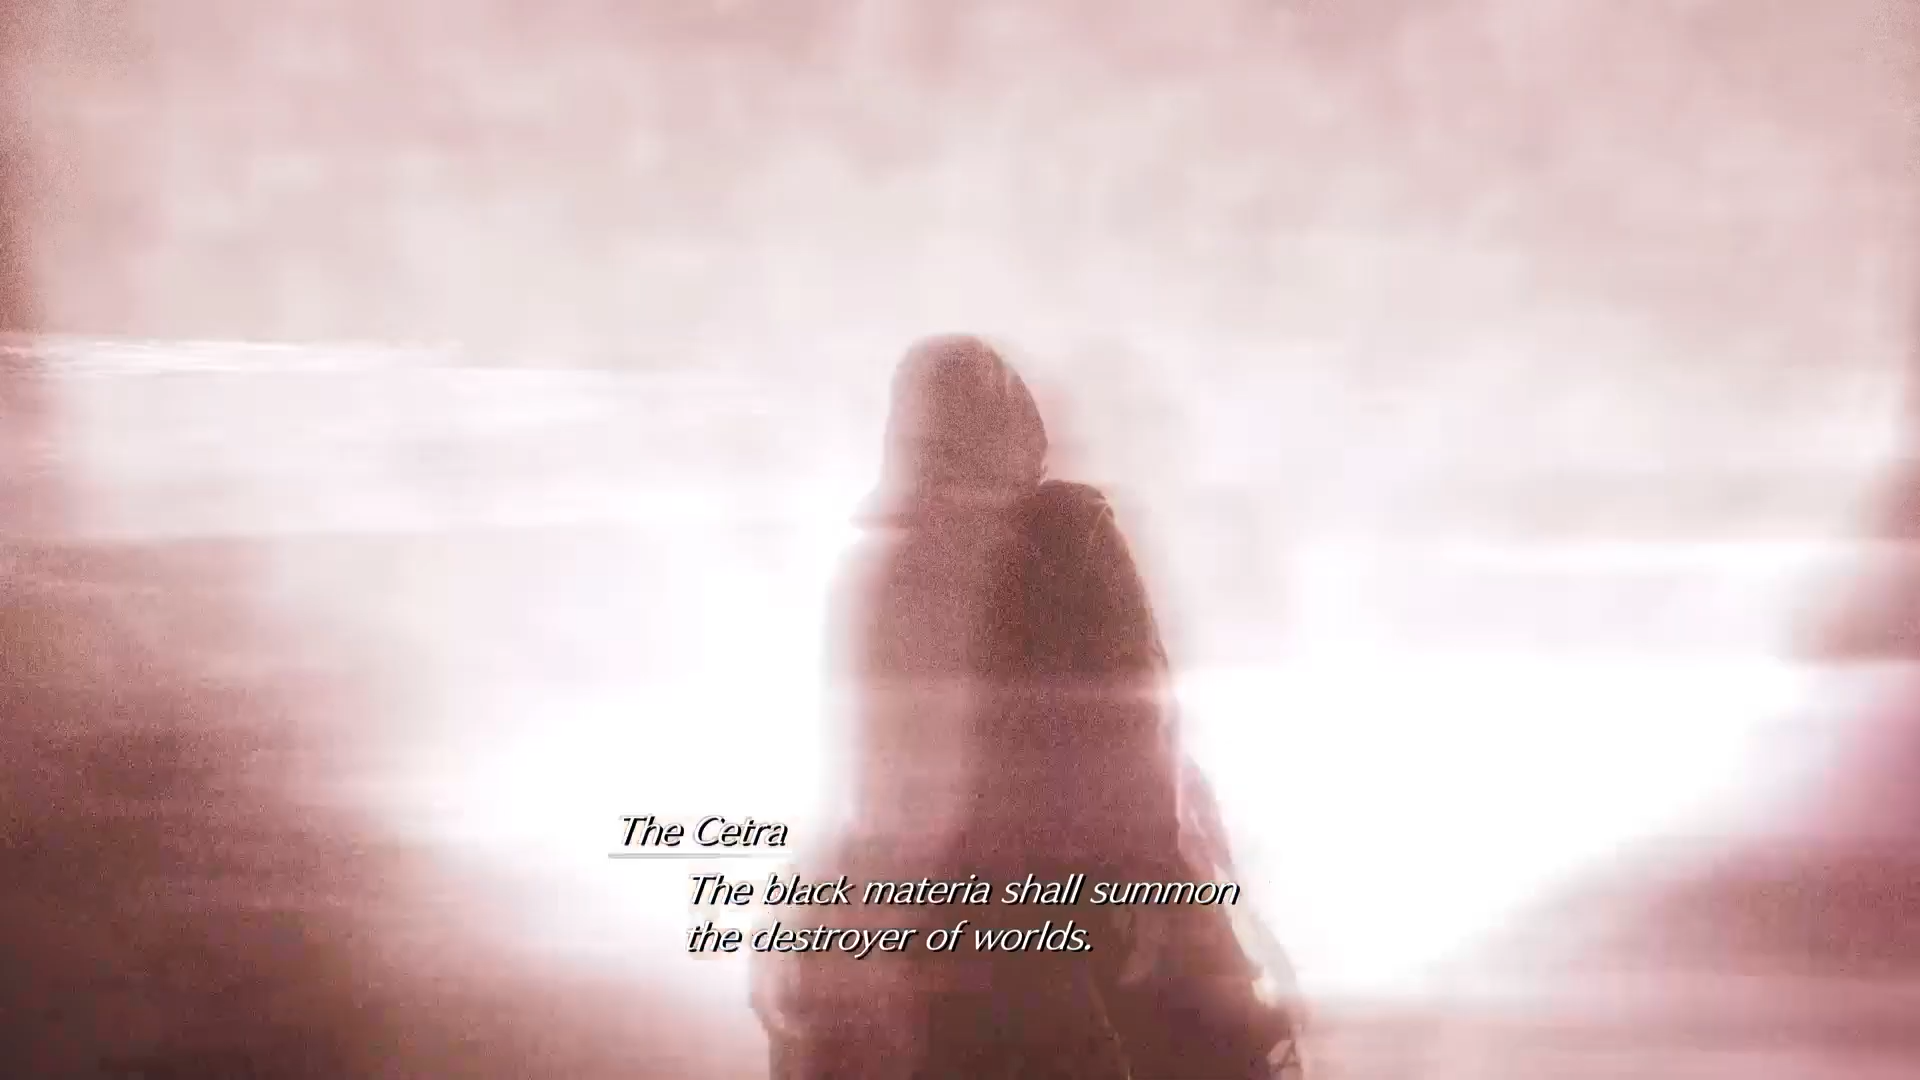 The Cetra
The black materia shall summon
the destroyer of worlds.